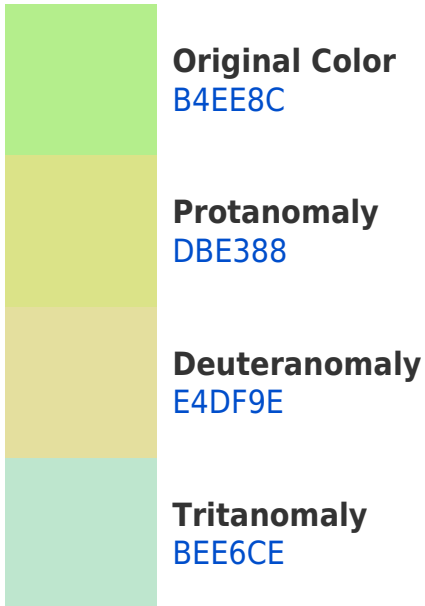 Original Color
B4EE8C
Protanomaly
DBE388
Deuteranomaly
E4DF9E
Tritanomaly
BEE6CE